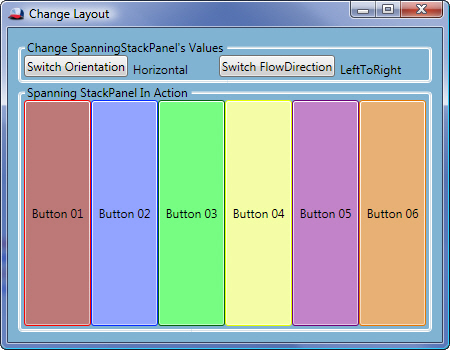 Change Layout
Change SpanningStackPanel's Values
Switch Orientation Horizontal Switch FlowDirection LeftToRight
Spanning StackPanel In Action
Button 01 Button 02 Button 03 Button 04 Button 05 Button 06